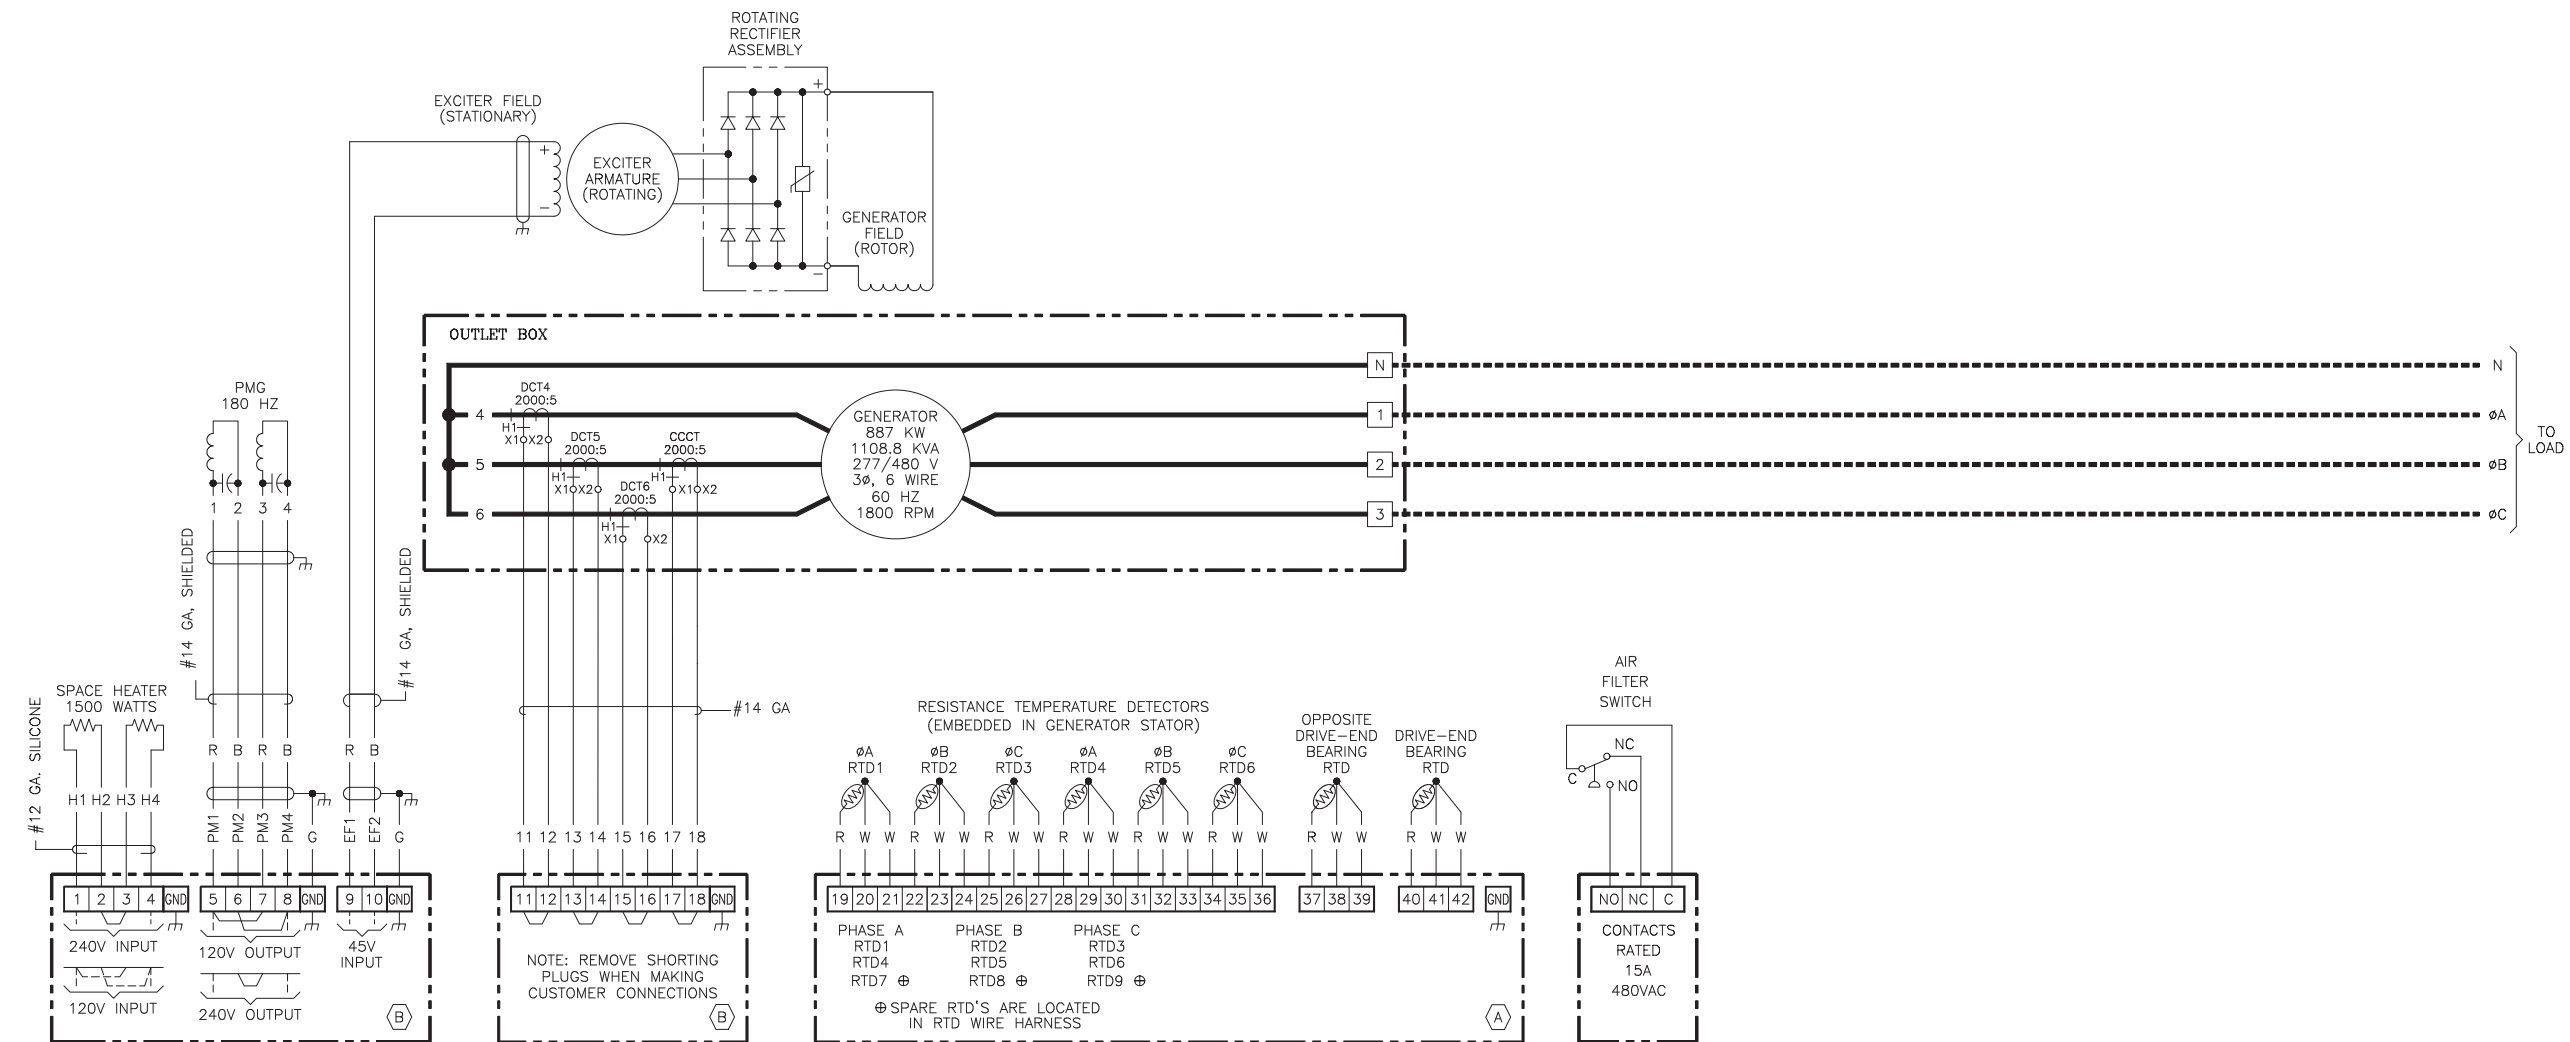 ROTATING
RECTIFIER
ASSEMBLY
+
−
EXCITER FIELD
(STATIONARY)
+
−
EXCITER
ARMATURE
(ROTATING)
GENERATOR
FIELD
(ROTOR)
OUTLET BOX
N
4
5
6
DCT4
2000:5
H1
X1 X2
DCT5
2000:5
H1
X1 X2
DCT6
2000:5
H1
X1 X2
CCCT
2000:5
H1
X1 X2
GENERATOR
887 KW
1108.8 KVA
277/480 V
3ø, 6 WIRE
60 HZ
1800 RPM
1
2
3
N
øA
øB
øC
TO
LOAD
PMG
180 HZ
1 2 3 4
#14 GA, SHIELDED
#14 GA, SHIELDED
#12 GA. SILICONE
SPACE HEATER
1500 WATTS
H1 H2 H3 H4
R B R B
PM1 PM2 PM3 PM4 G
R B
EF1 EF2 G
1 2 3 4 GND
5 6 7 8 GND
9 10 GND
240V INPUT
120V INPUT
120V OUTPUT
240V OUTPUT
45V
INPUT
B
#14 GA
11 12 13 14 15 16 17 18
11 12 13 14 15 16 17 18 GND
NOTE: REMOVE SHORTING
PLUGS WHEN MAKING
CUSTOMER CONNECTIONS
B
RESISTANCE TEMPERATURE DETECTORS
(EMBEDDED IN GENERATOR STATOR)
øA øB øC øA øB øC
RTD1 RTD2 RTD3 RTD4 RTD5 RTD6
OPPOSITE
DRIVE-END
BEARING
RTD
DRIVE-END
BEARING
RTD
R W W R W W R W W R W W R W W R W W R W W R W W
19 20 21 22 23 24 25 26 27 28 29 30 31 32 33 34 35 36
37 38 39
40 41 42
GND
PHASE A
RTD1
RTD4
RTD7 ⊕
PHASE B
RTD2
RTD5
RTD8 ⊕
PHASE C
RTD3
RTD6
RTD9 ⊕
⊕ SPARE RTD'S ARE LOCATED
IN RTD WIRE HARNESS
A
AIR
FILTER
SWITCH
NC
C
NO
NO NC C
CONTACTS
RATED
15A
480VAC